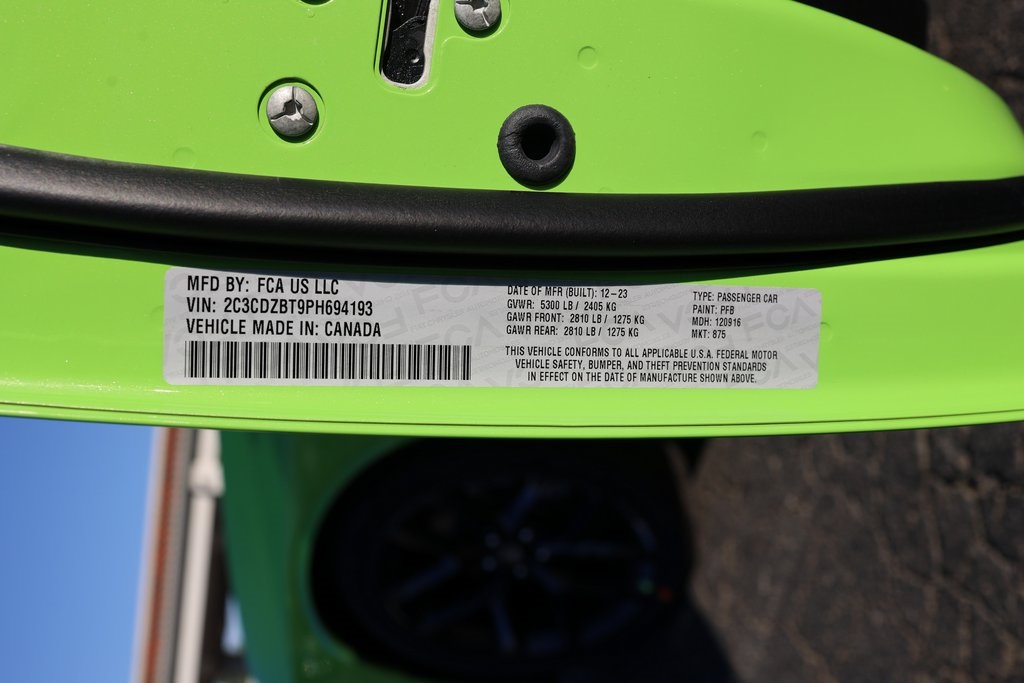 MFD BY: FCA US LLC
VIN: 2C3CDZBT9PH694193
VEHICLE MADE IN: CANADA
DATE OF MFR (BUILT): 12-23
GVWR: 5300 LB / 2405 KG
GAWR FRONT: 2810 LB / 1275 KG
GAWR REAR: 2810 LB / 1275 KG
TYPE: PASSENGER CAR
PAINT: PFB
MDH: 120916
MKT: 875
THIS VEHICLE CONFORMS TO ALL APPLICABLE U.S.A. FEDERAL MOTOR
VEHICLE SAFETY, BUMPER, AND THEFT PREVENTION STANDARDS
IN EFFECT ON THE DATE OF MANUFACTURE SHOWN ABOVE.